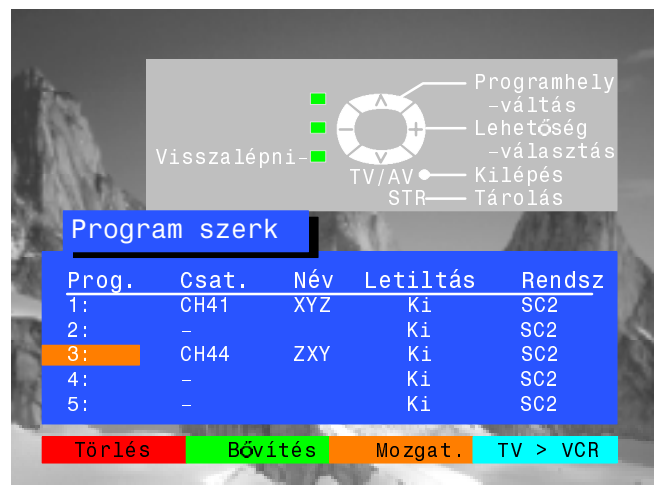 Programhely
-váltás
Lehetőség
Visszalépni-
-választás
TV/AV
Kilépés
STR
Tárolás
Program szerk
Prog. Csat. Név Letiltás Rendsz
1: CH41 XYZ Ki SC2
2: - Ki SC2
3: CH44 ZXY Ki SC2
4: - Ki SC2
5: - Ki SC2
Törlés Bővítés Mozgat. TV > VCR